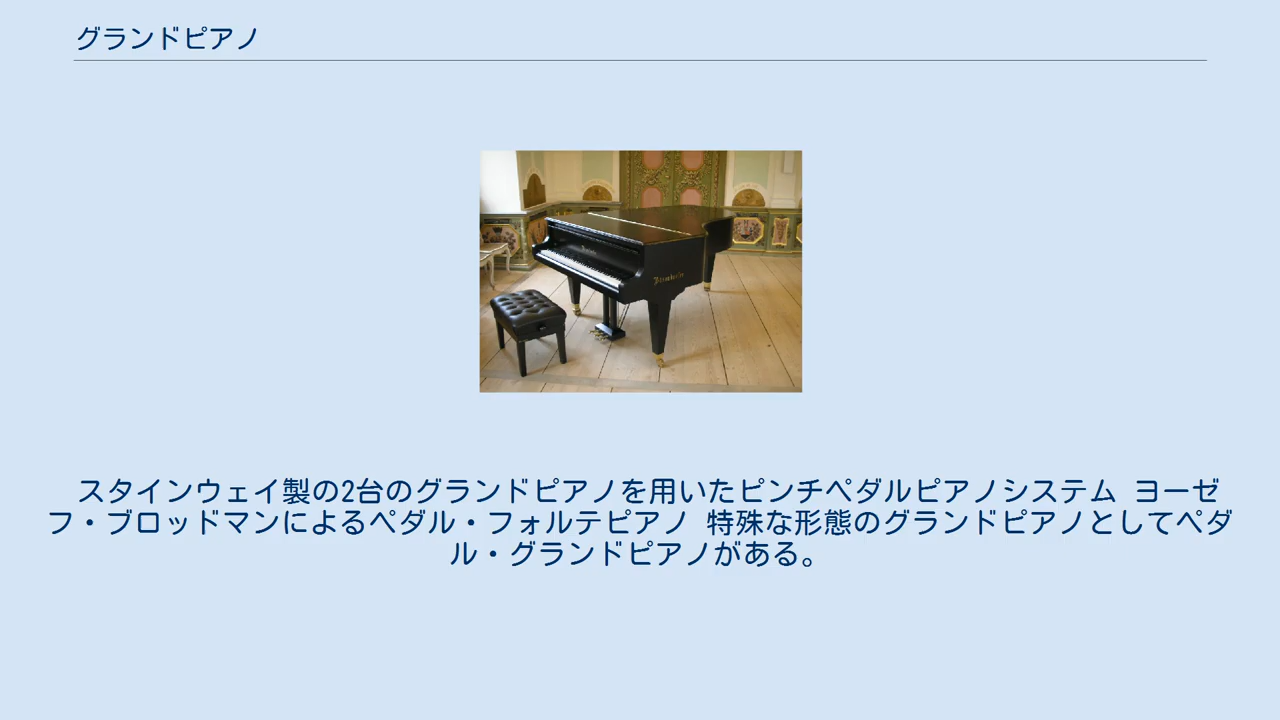 グランドピアノ
スタインウェイ製の2台のグランドピアノを用いたピンチペダルピアノシステム ヨーゼ
フ・ブロッドマンによるペダル・フォルテピアノ 特殊な形態のグランドピアノとしてペダ
ル・グランドピアノがある。